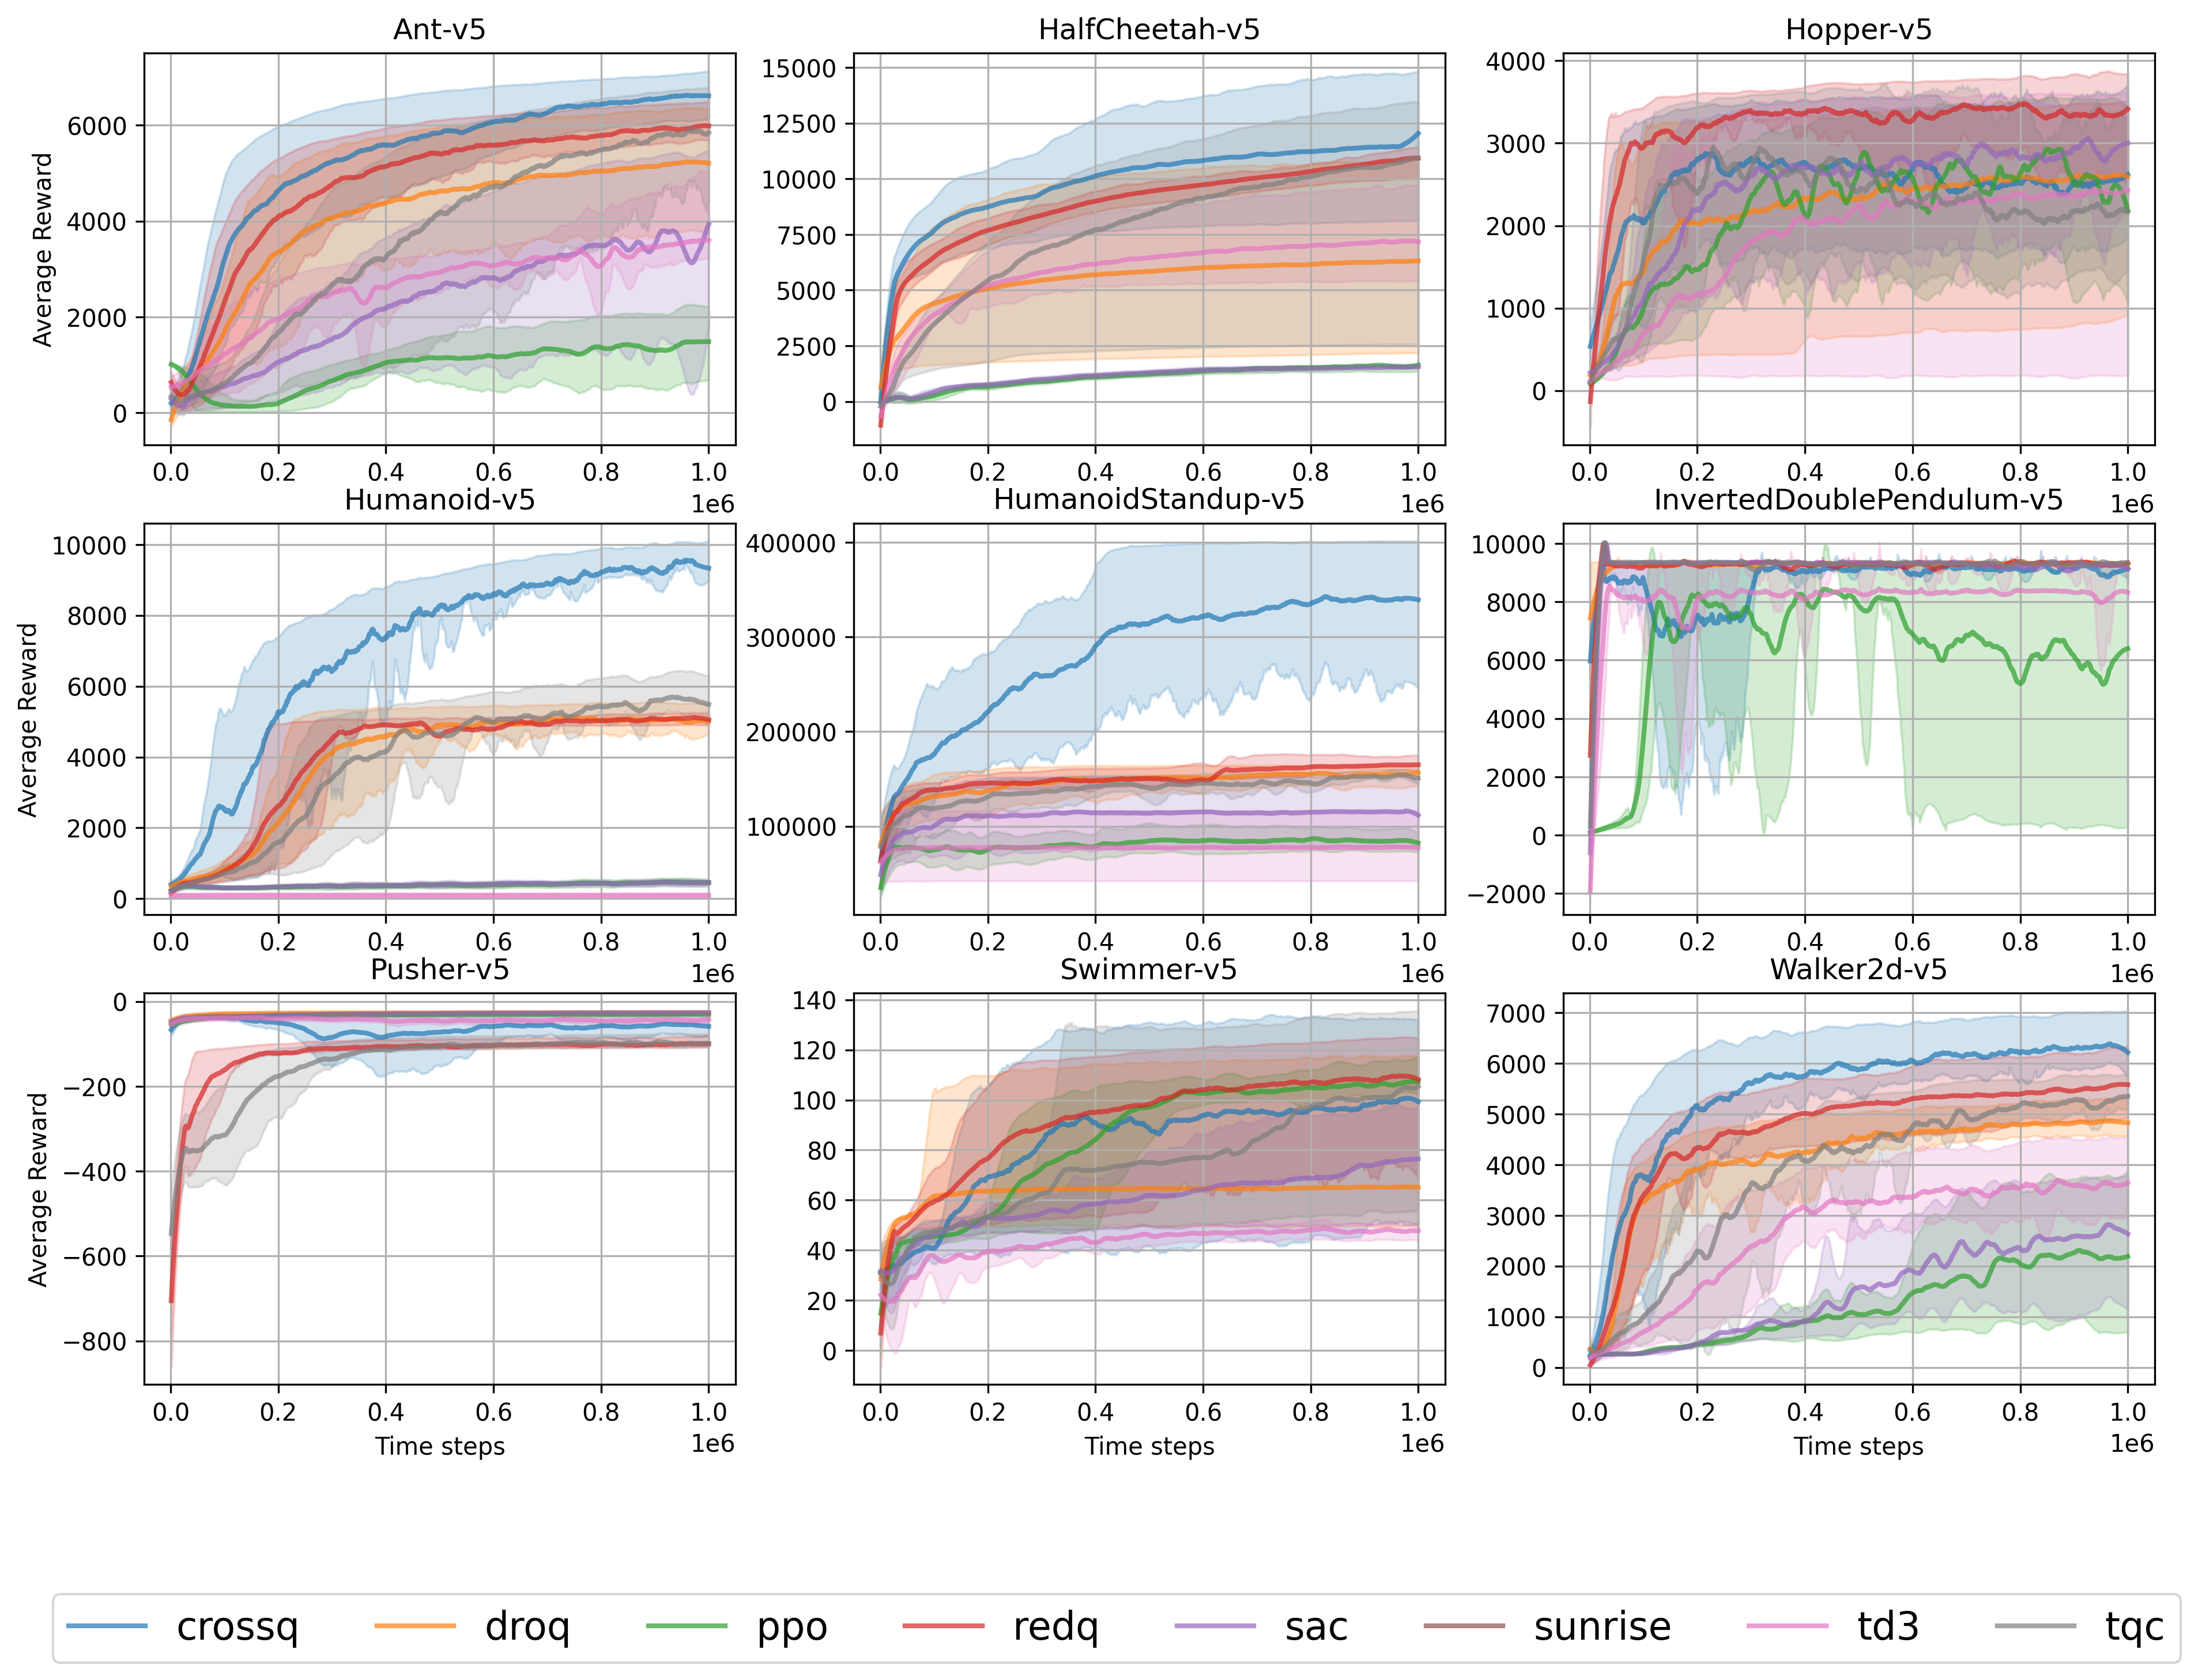 Ant-v5
HalfCheetah-v5
Hopper-v5
Average Reward
6000
4000
2000
0
0.0 0.2 0.4 0.6 0.8 1.0
1e6
15000
12500
10000
7500
5000
2500
0
0.0 0.2 0.4 0.6 0.8 1.0
1e6
4000
3000
2000
1000
0
0.0 0.2 0.4 0.6 0.8 1.0
1e6
Humanoid-v5
HumanoidStandup-v5
InvertedDoublePendulum-v5
Average Reward
10000
8000
6000
4000
2000
0
0.0 0.2 0.4 0.6 0.8 1.0
1e6
400000
300000
200000
100000
0.0 0.2 0.4 0.6 0.8 1.0
1e6
10000
8000
6000
4000
2000
0
−2000
0.0 0.2 0.4 0.6 0.8 1.0
1e6
Pusher-v5
Swimmer-v5
Walker2d-v5
Average Reward
0
−200
−400
−600
−800
0.0 0.2 0.4 0.6 0.8 1.0
Time steps
1e6
140
120
100
80
60
40
20
0
0.0 0.2 0.4 0.6 0.8 1.0
Time steps
1e6
7000
6000
5000
4000
3000
2000
1000
0
0.0 0.2 0.4 0.6 0.8 1.0
Time steps
1e6
crossq droq ppo redq sac sunrise td3 tqc